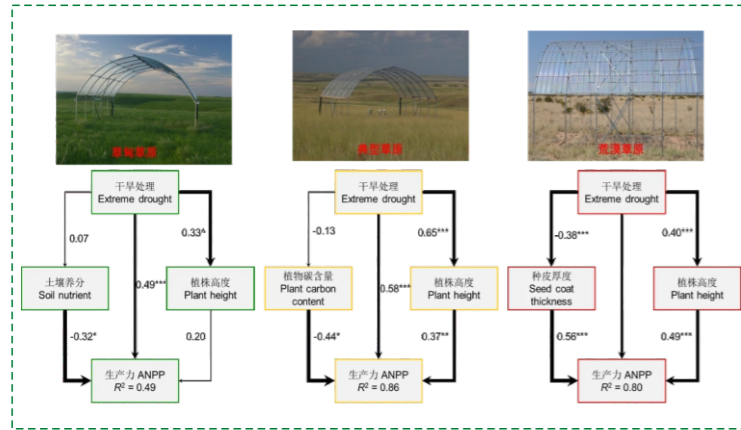 草甸草原
典型草原
荒漠草原
干旱处理
Extreme drought
0.07
0.49***
0.33^
土壤养分
Soil nutrient
植株高度
Plant height
-0.32*
0.20
生产力 ANPP
R² = 0.49
干旱处理
Extreme drought
-0.13
0.58***
0.65***
植物碳含量
Plant carbon
content
植株高度
Plant height
-0.44*
0.37**
生产力 ANPP
R² = 0.86
干旱处理
Extreme drought
-0.38***
0.40***
种皮厚度
Seed coat
thickness
植株高度
Plant height
0.56***
0.49***
生产力 ANPP
R² = 0.80